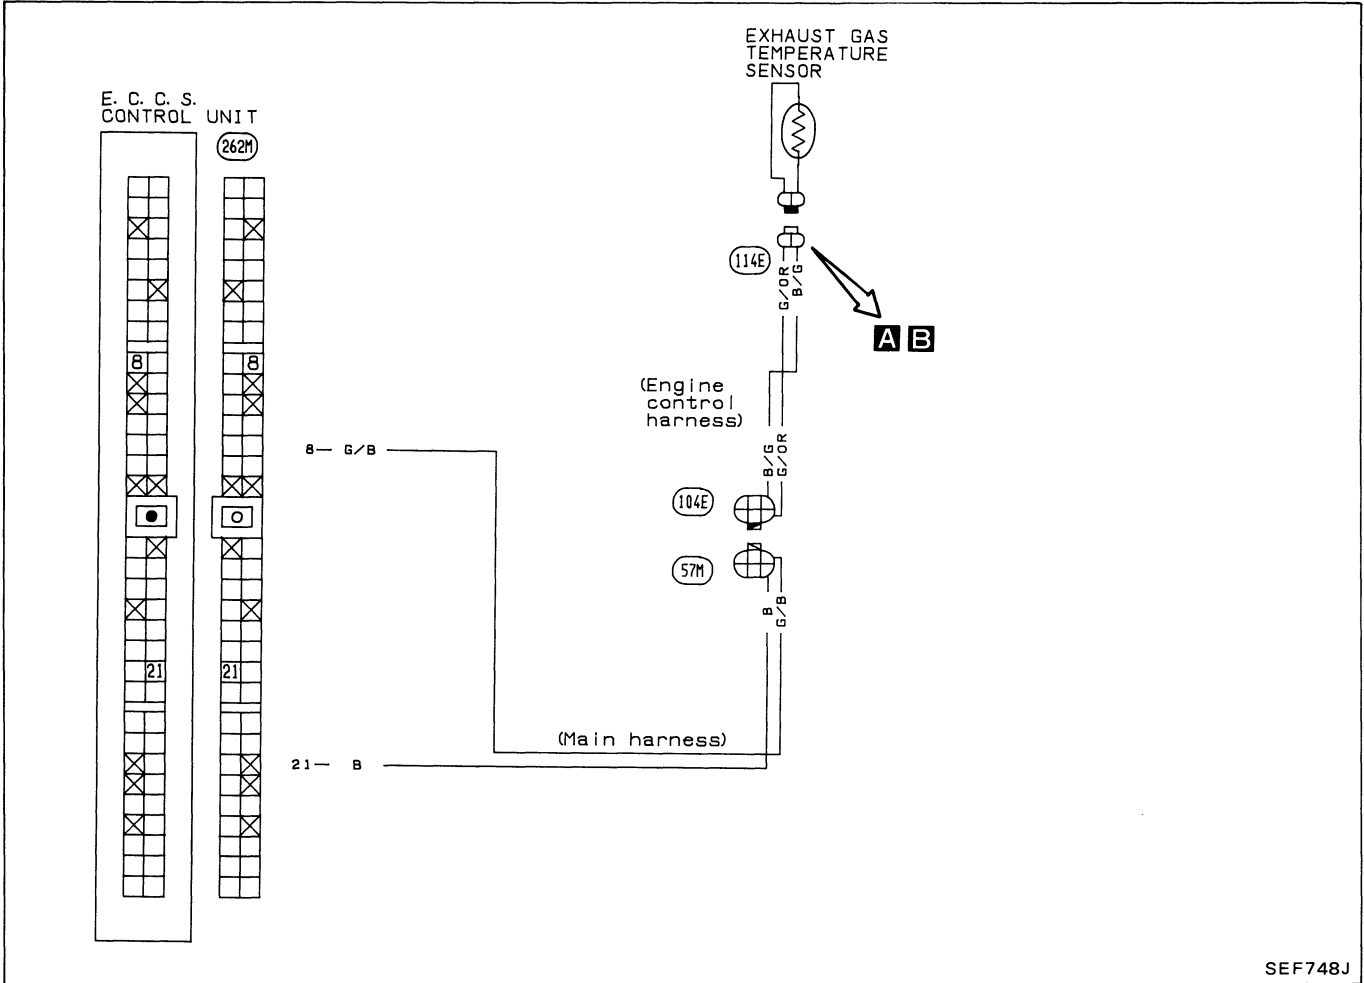 EXHAUST GAS
TEMPERATURE
SENSOR
E. C. C. S.
CONTROL UNIT
262M
114E
G/OR
B/G
A B
8
8
(Engine
control
harness)
8— G/B
B/G
G/OR
104E
57M
B
G/B
21
21
(Main harness)
21— B
SEF748J